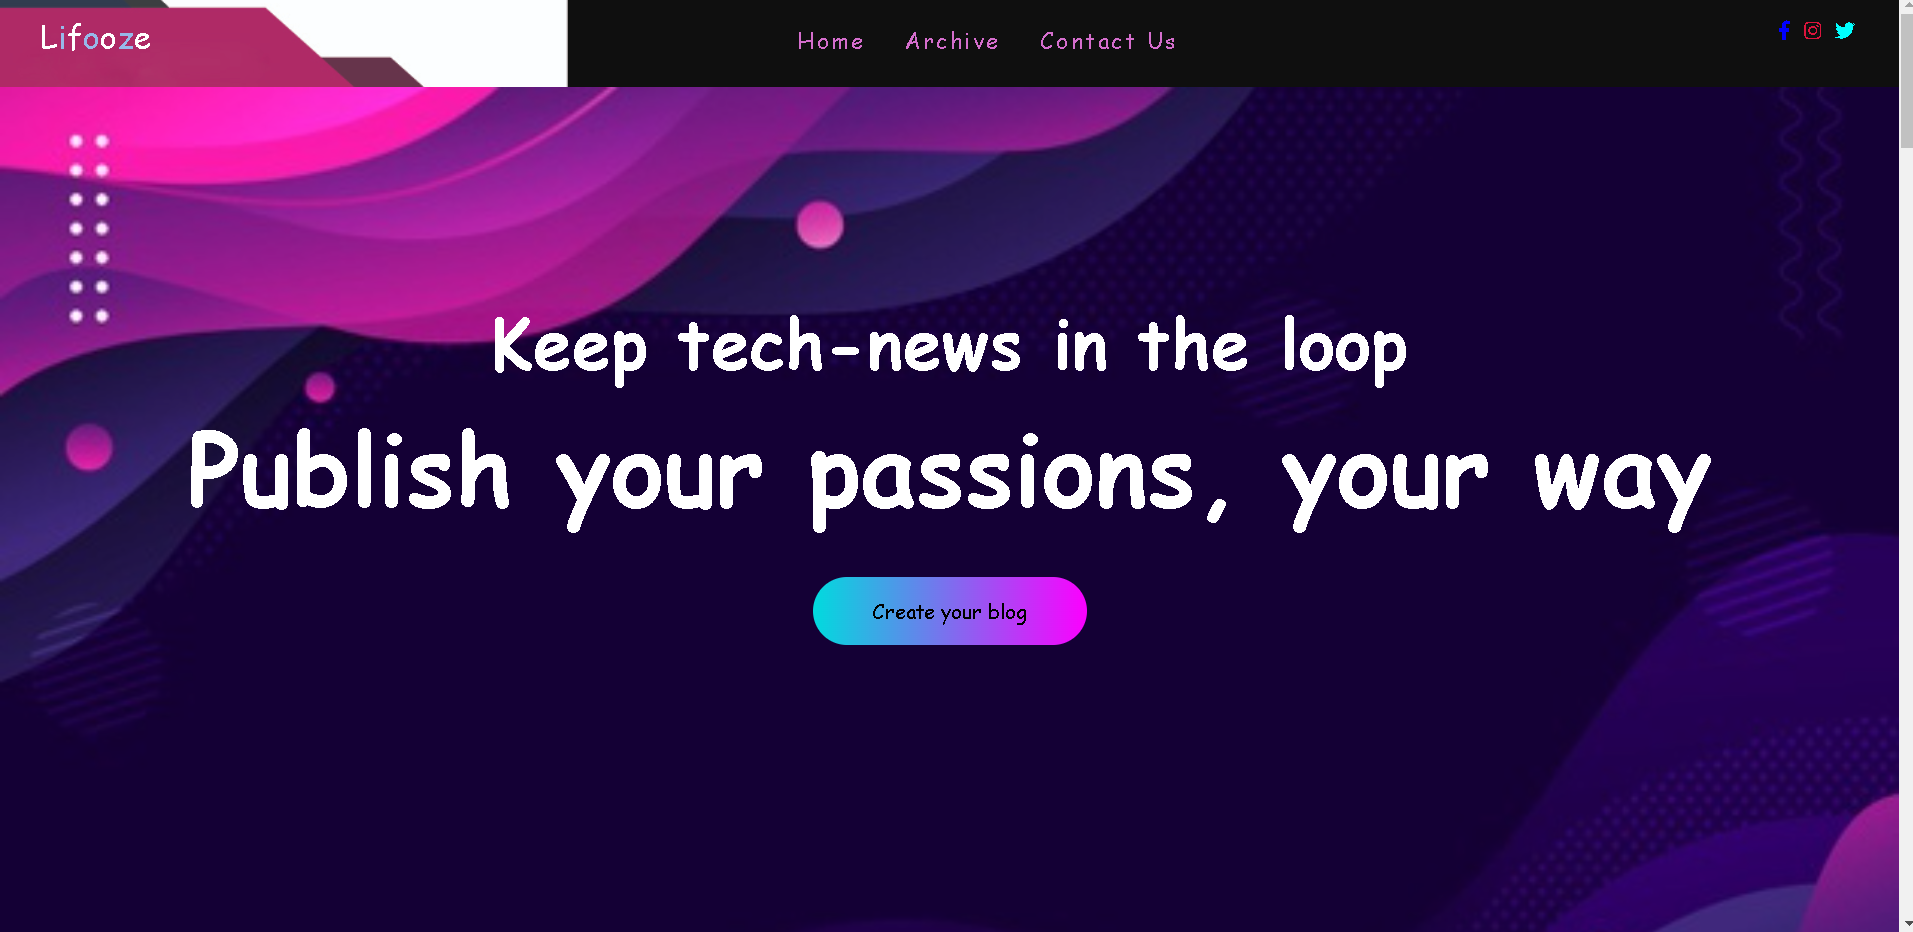 Lifooze
Home Archive Contact Us
Keep tech-news in the loop
Publish your passions, your way
Create your blog